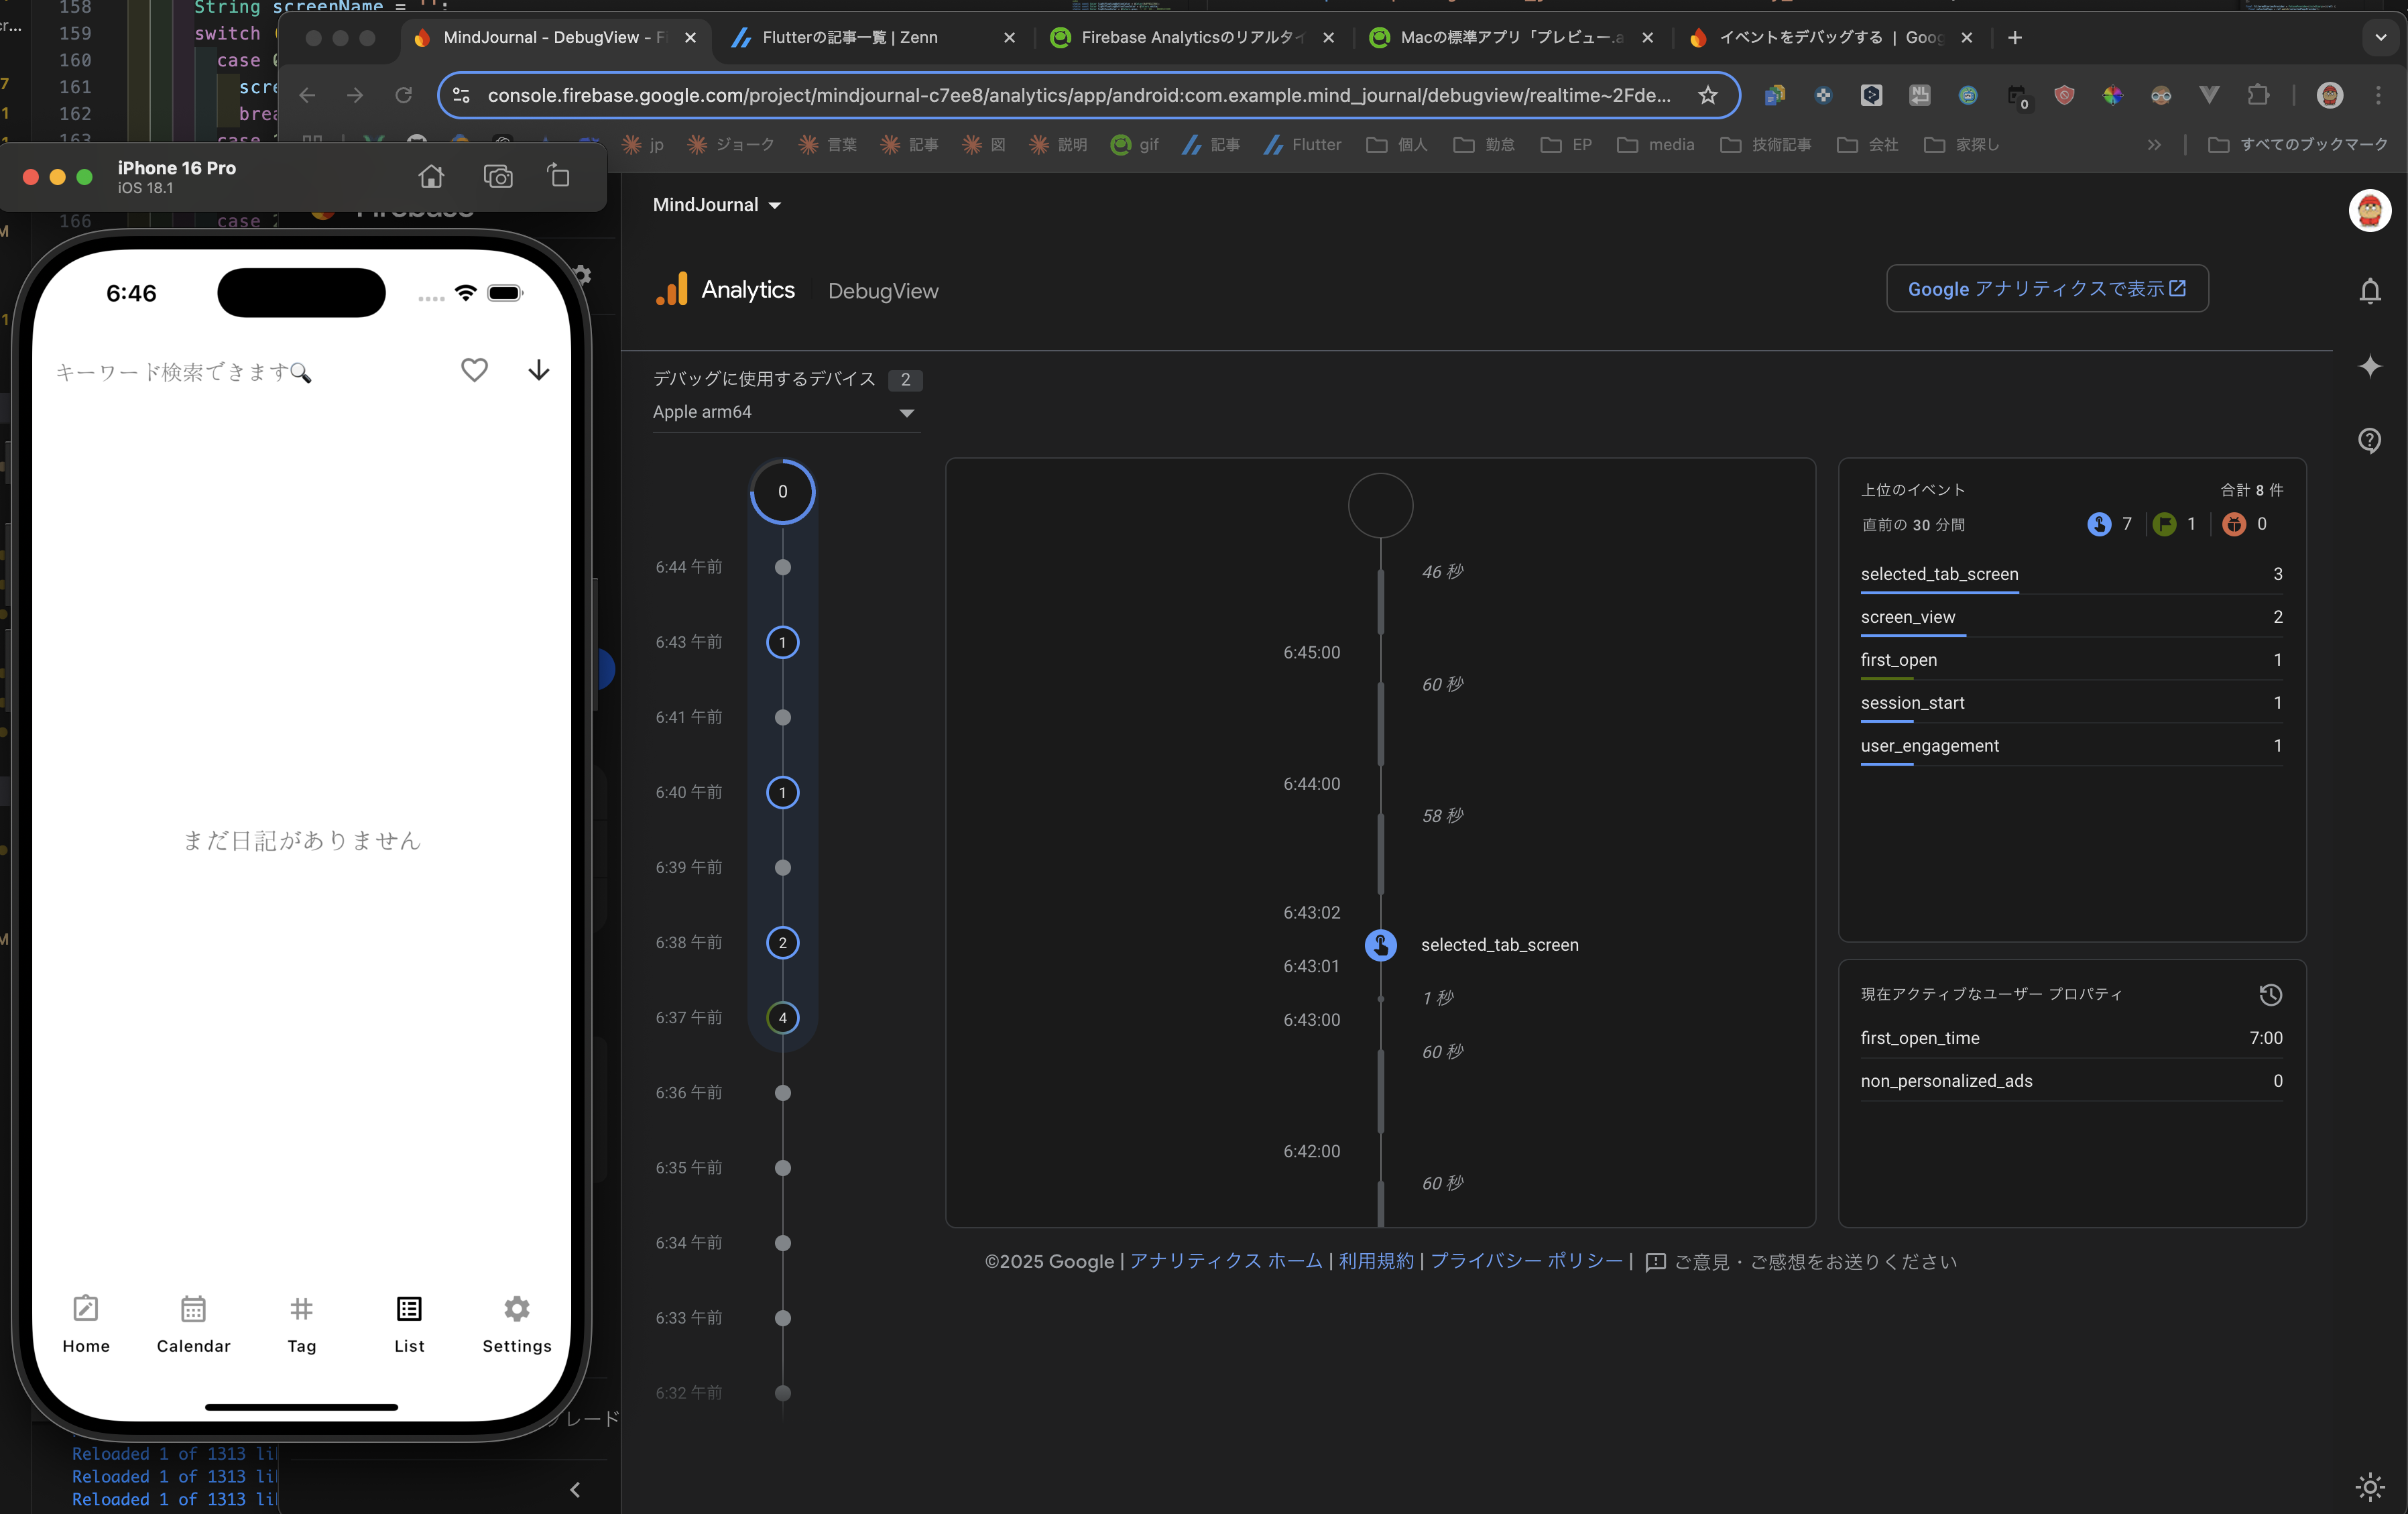 158 String screenName = '';
159 switch
160 case
161 scre
162 brea
163 case
166 case
MindJournal - DebugView - Fi
Flutterの記事一覧 | Zenn
Firebase Analyticsのリアルタイ
Macの標準アプリ「プレビュー.a
イベントをデバッグする | Goog
console.firebase.google.com/project/mindjournal-c7ee8/analytics/app/android:com.example.mind_journal/debugview/realtime~2Fde...
0
jp
ジョーク
言葉
記事
図
説明
gif
記事
Flutter
個人
勤怠
EP
media
技術記事
会社
家探し
すべてのブックマーク
iPhone 16 Pro
iOS 18.1
Firebase
6:46
キーワード検索できます🔍
まだ日記がありません
Home
Calendar
Tag
List
Settings
レード
Reloaded 1 of 1313 li
Reloaded 1 of 1313 li
Reloaded 1 of 1313 li
MindJournal
Analytics
DebugView
Google アナリティクスで表示
デバッグに使用するデバイス 2
Apple arm64
0
6:44 午前
6:43 午前 1
6:41 午前
6:40 午前 1
6:39 午前
6:38 午前 2
6:37 午前 4
6:36 午前
6:35 午前
6:34 午前
6:33 午前
6:32 午前
46 秒
6:45:00
60 秒
6:44:00
58 秒
6:43:02
selected_tab_screen
6:43:01
1 秒
6:43:00
60 秒
6:42:00
60 秒
上位のイベント 合計 8 件
直前の 30 分間 7 1 0
selected_tab_screen 3
screen_view 2
first_open 1
session_start 1
user_engagement 1
現在アクティブなユーザー プロパティ
first_open_time 7:00
non_personalized_ads 0
©2025 Google | アナリティクス ホーム | 利用規約 | プライバシー ポリシー | ご意見・ご感想をお送りください